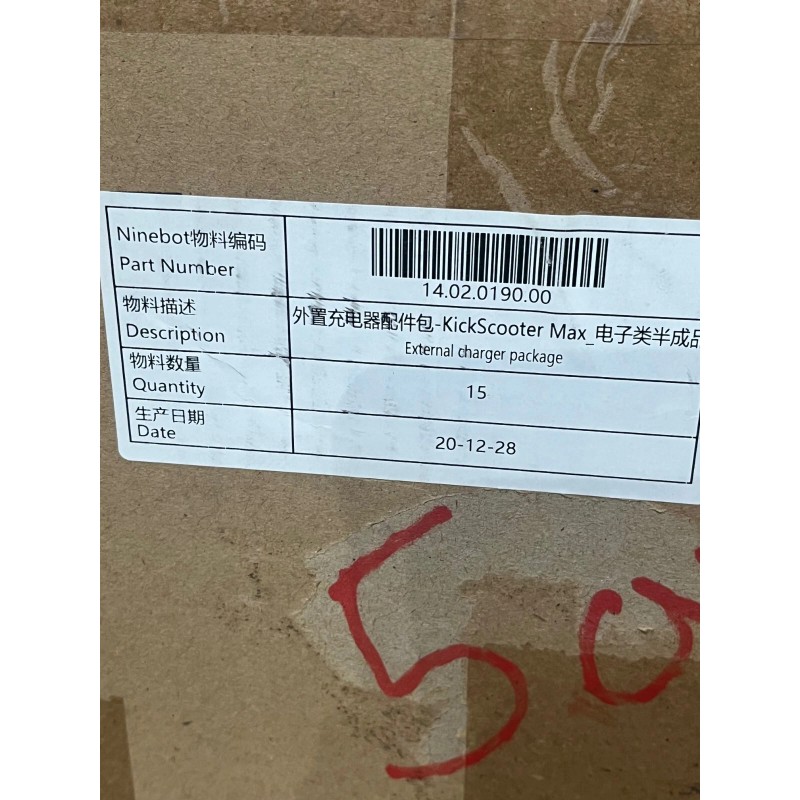 Ninebot物料编码
Part Number
14.02.0190.00
物料描述
Description
外置充电器配件包-KickScooter Max_电子类半成品
External charger package
物料数量
Quantity
15
生产日期
Date
20-12-28
5